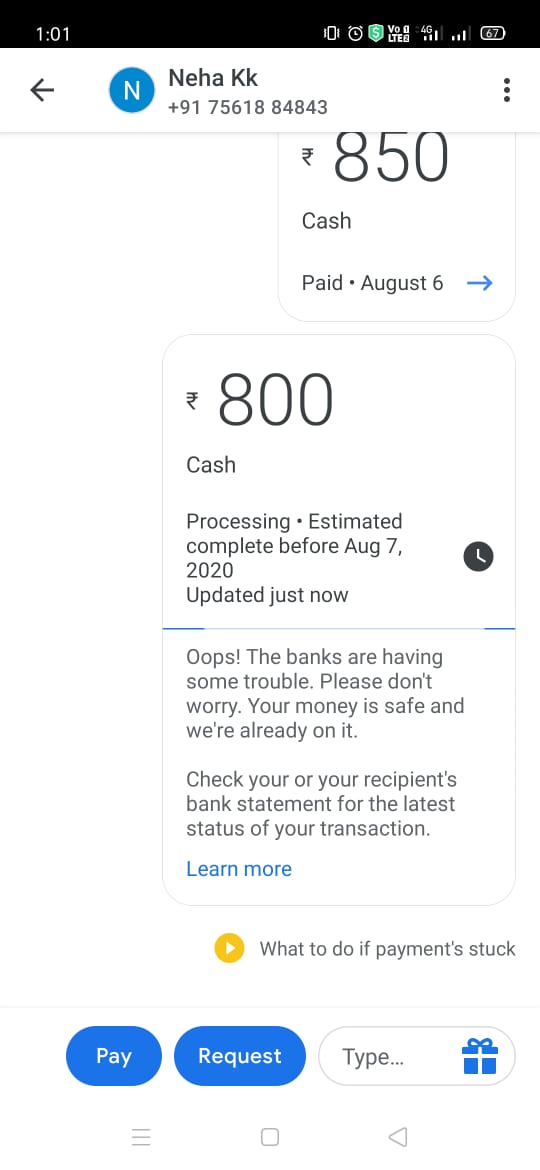 1:01
Vo LTE2 4G 67
N
Neha Kk
+91 75618 84843
₹ 850
Cash
Paid • August 6
₹ 800
Cash
Processing • Estimated
complete before Aug 7,
2020
Updated just now
Oops! The banks are having
some trouble. Please don't
worry. Your money is safe and
we're already on it.
Check your or your recipient's
bank statement for the latest
status of your transaction.
Learn more
What to do if payment's stuck
Pay
Request
Type...